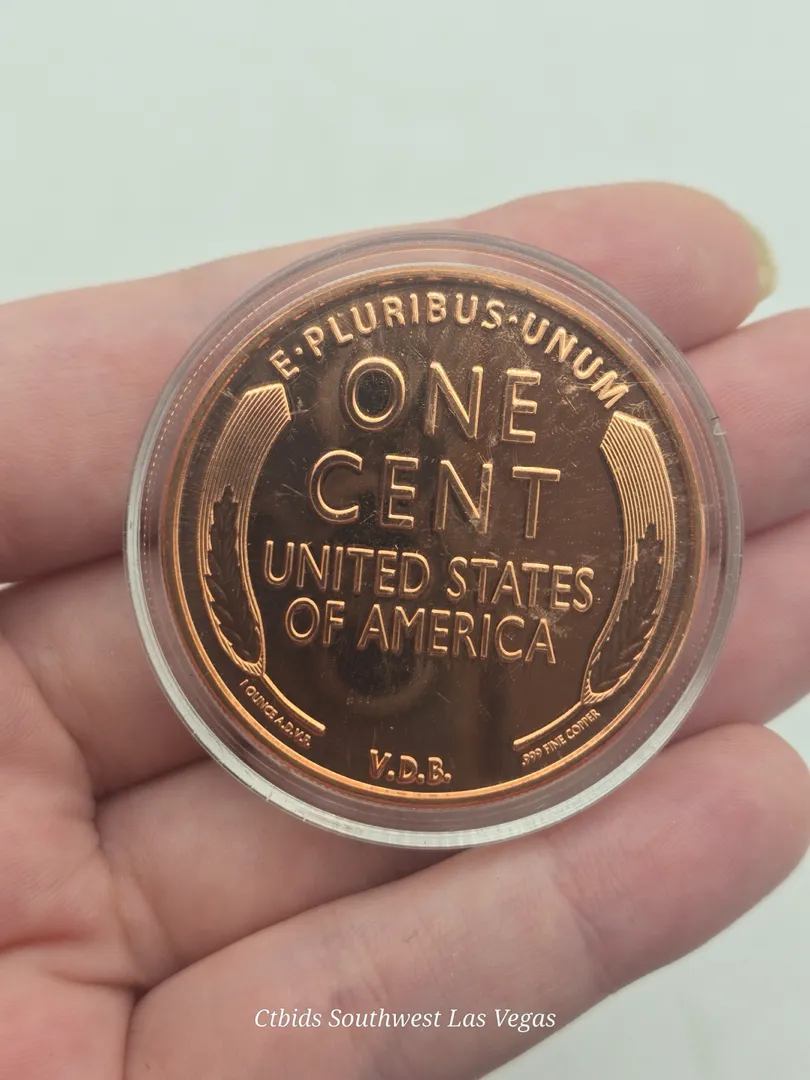 E·PLURIBUS·UNUM
ONE
CENT
UNITED STATES
OF AMERICA
1 OUNCE A.D.V.P.
.999 FINE COPPER
V.D.B.
Ctbids Southwest Las Vegas